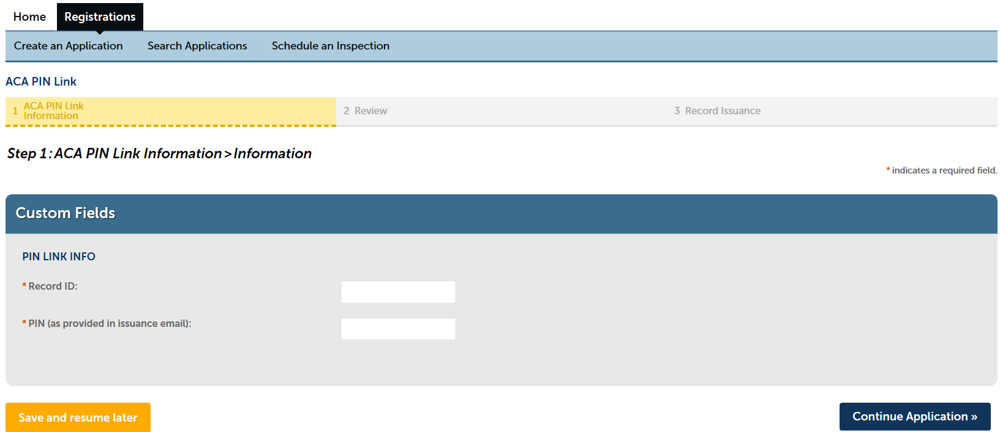 Home Registrations
Create an Application Search Applications Schedule an Inspection
ACA PIN Link
1 ACA PIN Link
Information
2 Review
3 Record Issuance
Step 1: ACA PIN Link Information > Information
* indicates a required field.
Custom Fields
PIN LINK INFO
* Record ID:
* PIN (as provided in issuance email):
Save and resume later
Continue Application »